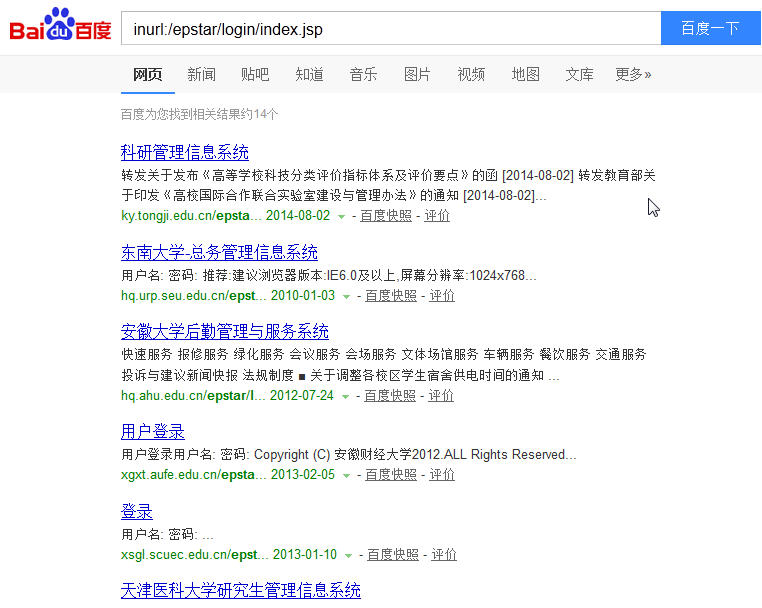 Bai du 百度 inurl:/epstar/login/index.jsp 百度一下
网页 新闻 贴吧 知道 音乐 图片 视频 地图 文库 更多»
百度为您找到相关结果约14个
科研管理信息系统
转发关于发布《高等学校科技分类评价指标体系及评价要点》的函 [2014-08-02] 转发教育部关
于印发《高校国际合作联合实验室建设与管理办法》的通知 [2014-08-02]...
ky.tongji.edu.cn/epsta... 2014-08-02 - 百度快照 - 评价
东南大学-总务管理信息系统
用户名: 密码: 推荐:建议浏览器版本:IE6.0及以上,屏幕分辨率:1024x768...
hq.urp.seu.edu.cn/epst... 2010-01-03 - 百度快照 - 评价
安徽大学后勤管理与服务系统
快速服务 报修服务 绿化服务 会议服务 会场服务 文体场馆服务 车辆服务 餐饮服务 交通服务
投诉与建议新闻快报 法规制度 ■ 关于调整各校区学生宿舍供电时间的通知 ...
hq.ahu.edu.cn/epstar/l... 2012-07-24 - 百度快照 - 评价
用户登录
用户登录用户名: 密码: Copyright (C) 安徽财经大学2012.ALL Rights Reserved...
xgxt.aufe.edu.cn/epsta... 2013-02-05 - 百度快照 - 评价
登录
用户名: 密码: ...
xsgl.scuec.edu.cn/epst... 2013-01-10 - 百度快照 - 评价
天津医科大学研究生管理信息系统